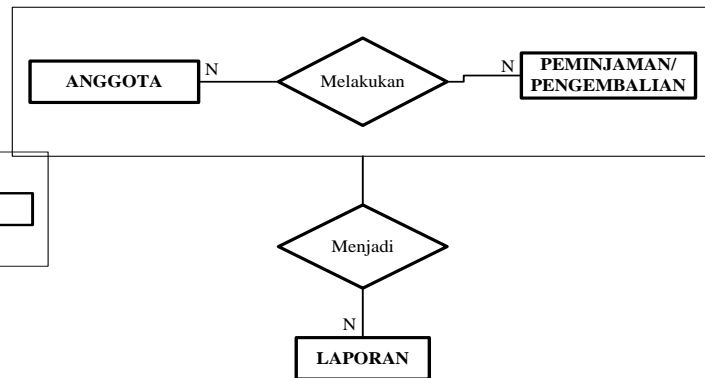 N
N
ANGGOTA
Melakukan
PEMINJAMAN/
PENGEMBALIAN
Menjadi
N
LAPORAN